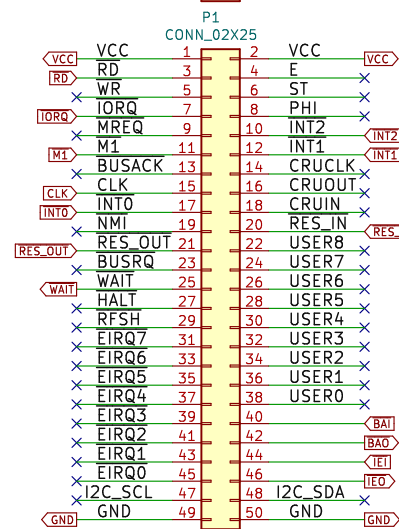 P1
CONN_02X25
VCC VCC 1 2 VCC VCC
RD RD 3 4 E
WR 5 6 ST
IORQ IORQ 7 8 PHI
MREQ 9 10 INT2 INT2
M1 M1 11 12 INT1 INT1
BUSACK 13 14 CRUCLK
CLK CLK 15 16 CRUOUT
INT0 INT0 17 18 CRUIN
NMI 19 20 RES_IN RES_
RES_OUT RES_OUT 21 22 USER8
BUSRQ 23 24 USER7
WAIT WAIT 25 26 USER6
HALT 27 28 USER5
RFSH 29 30 USER4
EIRQ7 31 32 USER3
EIRQ6 33 34 USER2
EIRQ5 35 36 USER1
EIRQ4 37 38 USER0
EIRQ3 39 40 BAI
EIRQ2 41 42 BAO
EIRQ1 43 44 IEI
EIRQ0 45 46 IEO
I2C_SCL 47 48 I2C_SDA
GND GND 49 50 GND GND